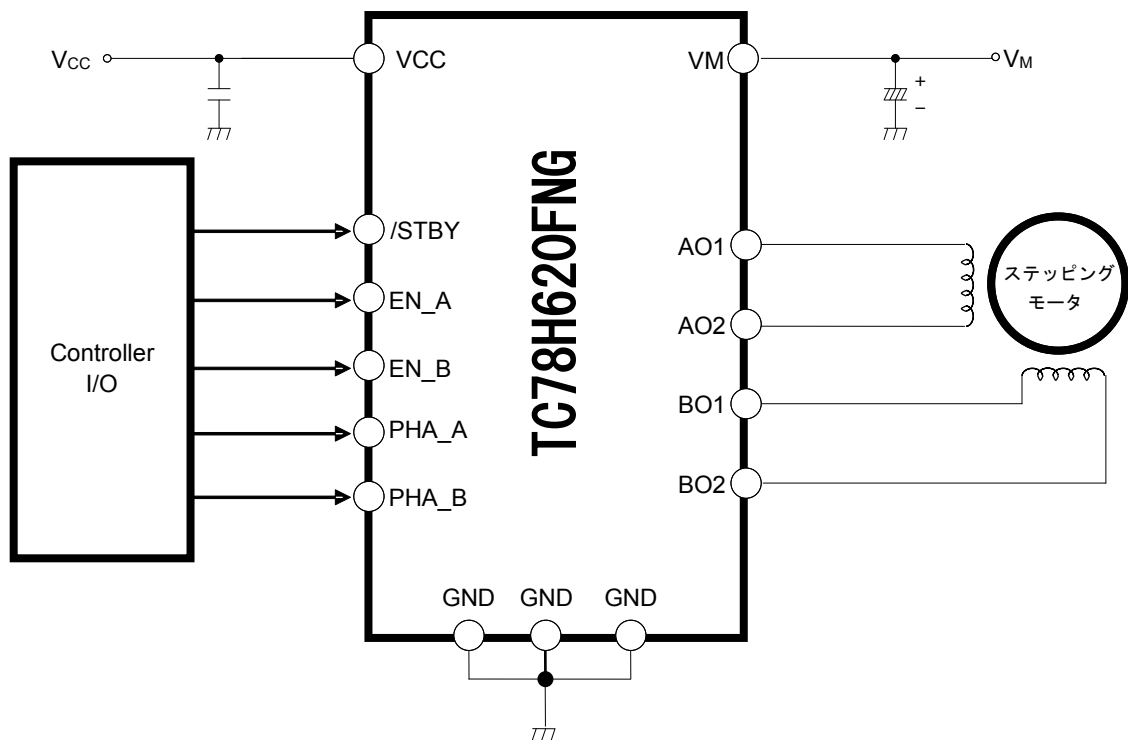 Vcc
VCC
VM
VM
+
−
TC78H620FNG
Controller
I/O
/STBY
EN_A
EN_B
PHA_A
PHA_B
AO1
AO2
BO1
BO2
ステッピング
モータ
GND GND GND